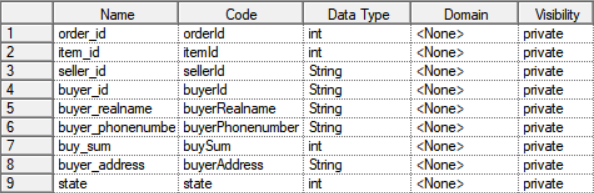 Name Code Data Type Domain Visibility
1 order_id orderId int <None> private
2 item_id itemId int <None> private
3 seller_id sellerId String <None> private
4 buyer_id buyerId String <None> private
5 buyer_realname buyerRealname String <None> private
6 buyer_phonenumbe buyerPhonenumber String <None> private
7 buy_sum buySum int <None> private
8 buyer_address buyerAddress String <None> private
9 state state int <None> private